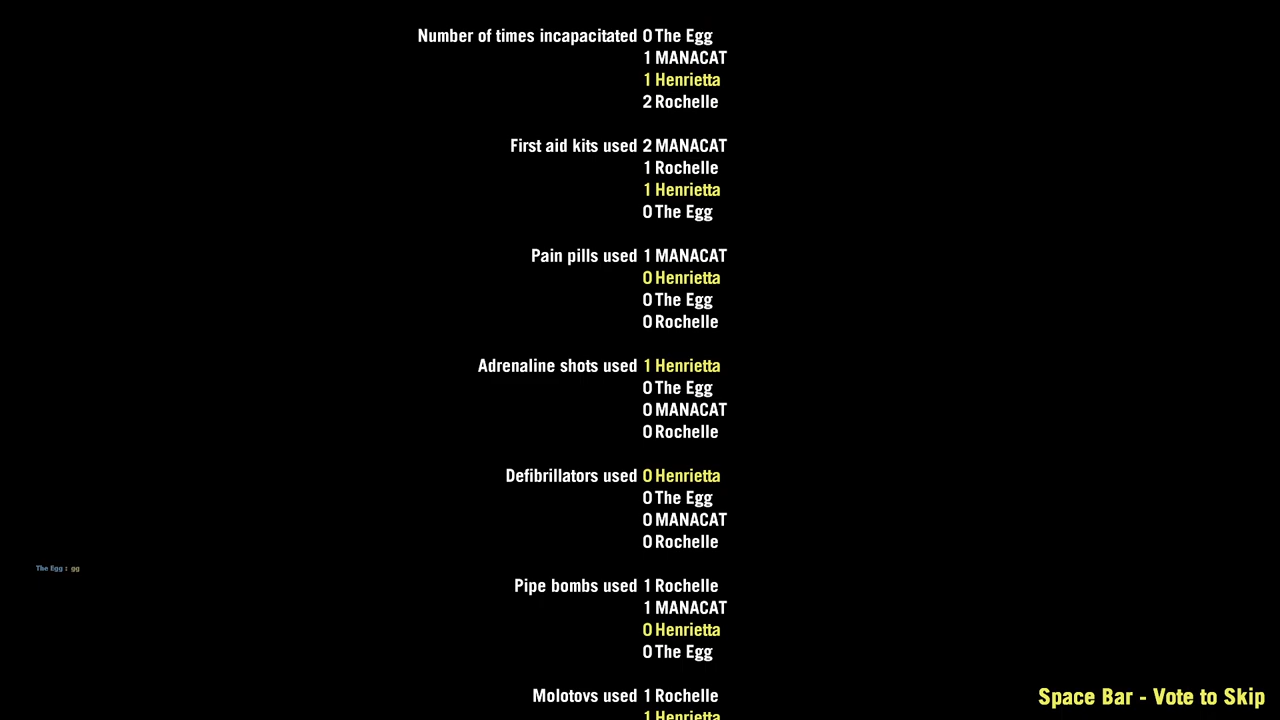 Number of times incapacitated 0 The Egg
1 MANACAT
1 Henrietta
2 Rochelle
First aid kits used 2 MANACAT
1 Rochelle
1 Henrietta
0 The Egg
Pain pills used 1 MANACAT
0 Henrietta
0 The Egg
0 Rochelle
Adrenaline shots used 1 Henrietta
0 The Egg
0 MANACAT
0 Rochelle
Defibrillators used 0 Henrietta
0 The Egg
0 MANACAT
0 Rochelle
The Egg : gg
Pipe bombs used 1 Rochelle
1 MANACAT
0 Henrietta
0 The Egg
Molotovs used 1 Rochelle
1 Henrietta
Space Bar - Vote to Skip